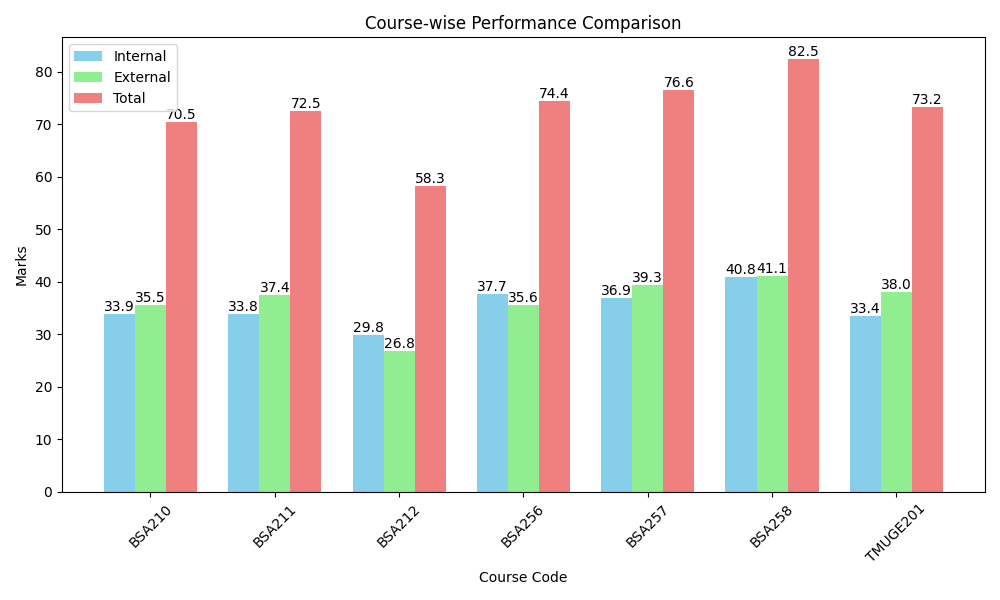 Course-wise Performance Comparison
Internal
External
Total
Marks
80
70
60
50
40
30
20
10
0
33.9 35.5 70.5
33.8 37.4 72.5
29.8 26.8 58.3
37.7 35.6 74.4
36.9 39.3 76.6
40.8 41.1 82.5
33.4 38.0 73.2
BSA210 BSA211 BSA212 BSA256 BSA257 BSA258 TMUGE201
Course Code